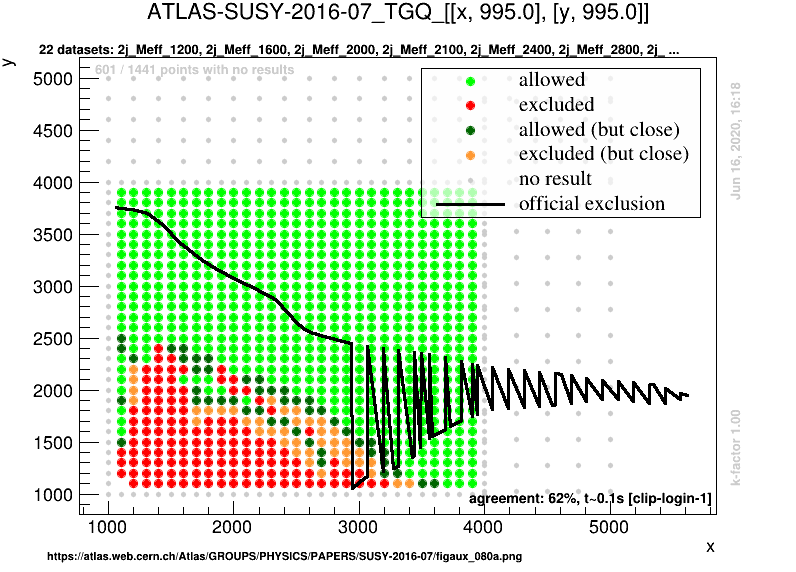 ATLAS-SUSY-2016-07_TGQ_[[x, 995.0], [y, 995.0]]
22 datasets: 2j_Meff_1200, 2j_Meff_1600, 2j_Meff_2000, 2j_Meff_2100, 2j_Meff_2400, 2j_Meff_2800, 2j_ ...
y
601 / 1441 points with no results
allowed
excluded
allowed (but close)
excluded (but close)
no result
official exclusion
5000
4500
4000
3500
3000
2500
2000
1500
1000
agreement: 62%, t~0.1s [clip-login-1]
1000 2000 3000 4000 5000
x
https://atlas.web.cern.ch/Atlas/GROUPS/PHYSICS/PAPERS/SUSY-2016-07/figaux_080a.png
Jun 16, 2020, 16:18
k-factor 1.00